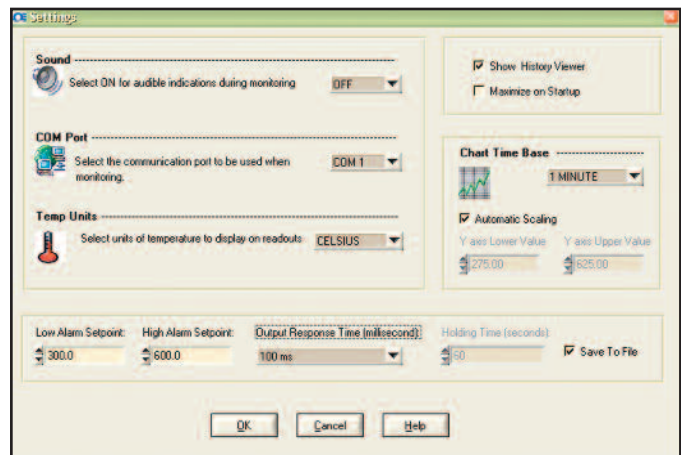 Settings
Sound
Select ON for audible indications during monitoring
OFF
COM Port
Select the communication port to be used when
monitoring.
COM 1
Temp Units
Select units of temperature to display on readouts
CELSIUS
Show History Viewer
Maximize on Startup
Chart Time Base
1 MINUTE
Automatic Scaling
Y axis Lower Value Y axis Upper Value
275.00 625.00
Low Alarm Setpoint: High Alarm Setpoint: Output Response Time (millisecond): Holding Time (seconds)
300.0 600.0 100 ms 60 Save To File
OK Cancel Help